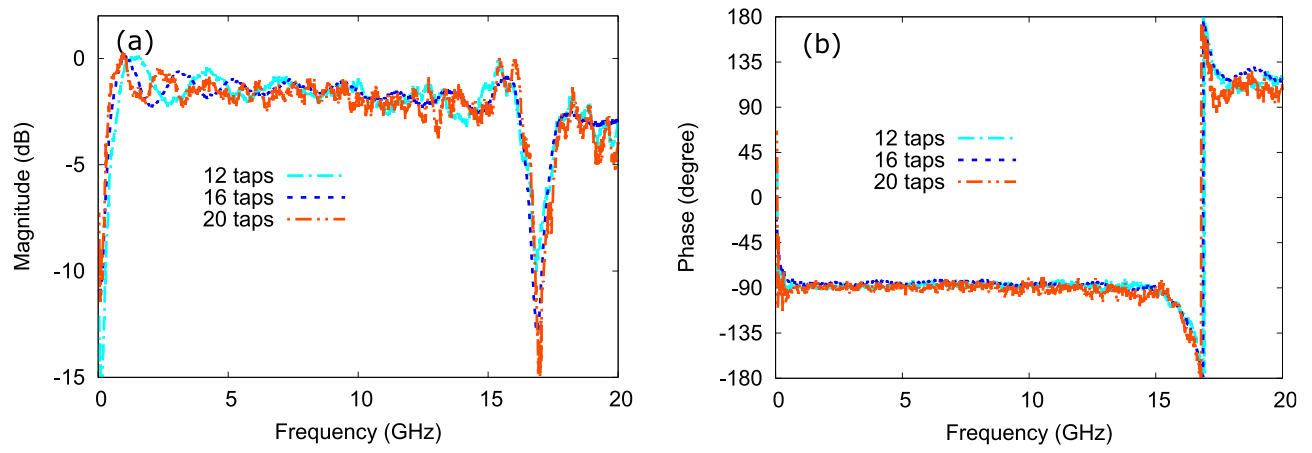 (a)
0
-5
-10
-15
Magnitude (dB)
12 taps
16 taps
20 taps
0 5 10 15 20
Frequency (GHz)
(b)
180
135
90
45
0
-45
-90
-135
-180
Phase (degree)
12 taps
16 taps
20 taps
0 5 10 15 20
Frequency (GHz)